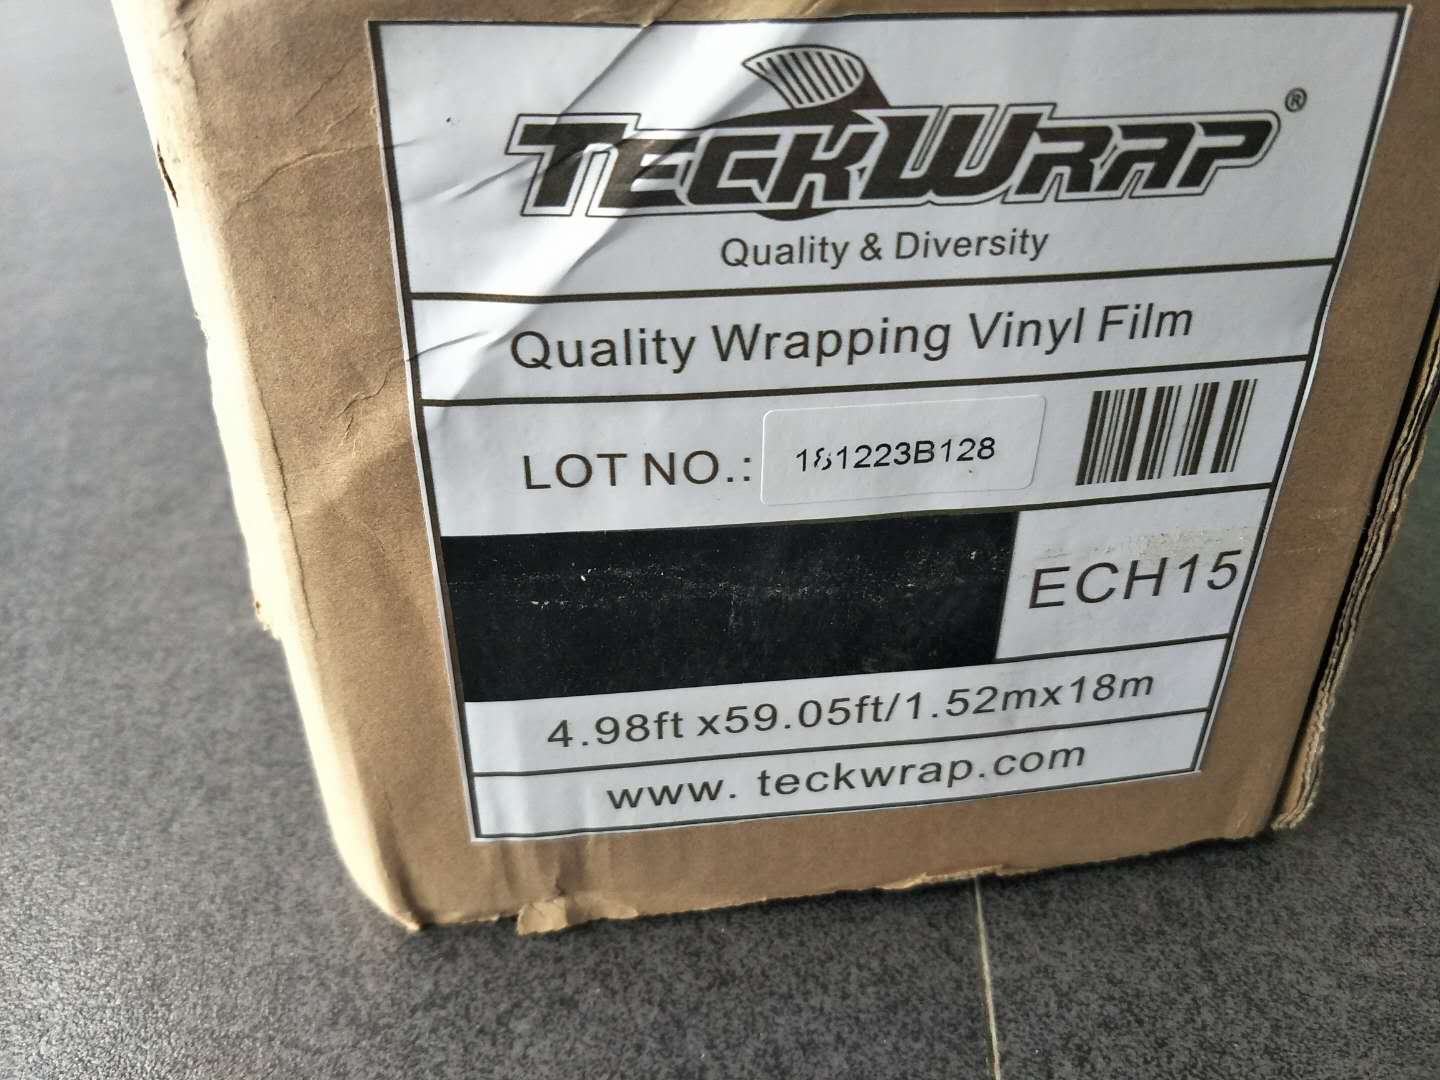 TECKWRAP®
Quality & Diversity
Quality Wrapping Vinyl Film
LOT NO.: 181223B128
ECH15
4.98ft x59.05ft/1.52mx18m
www. teckwrap.com